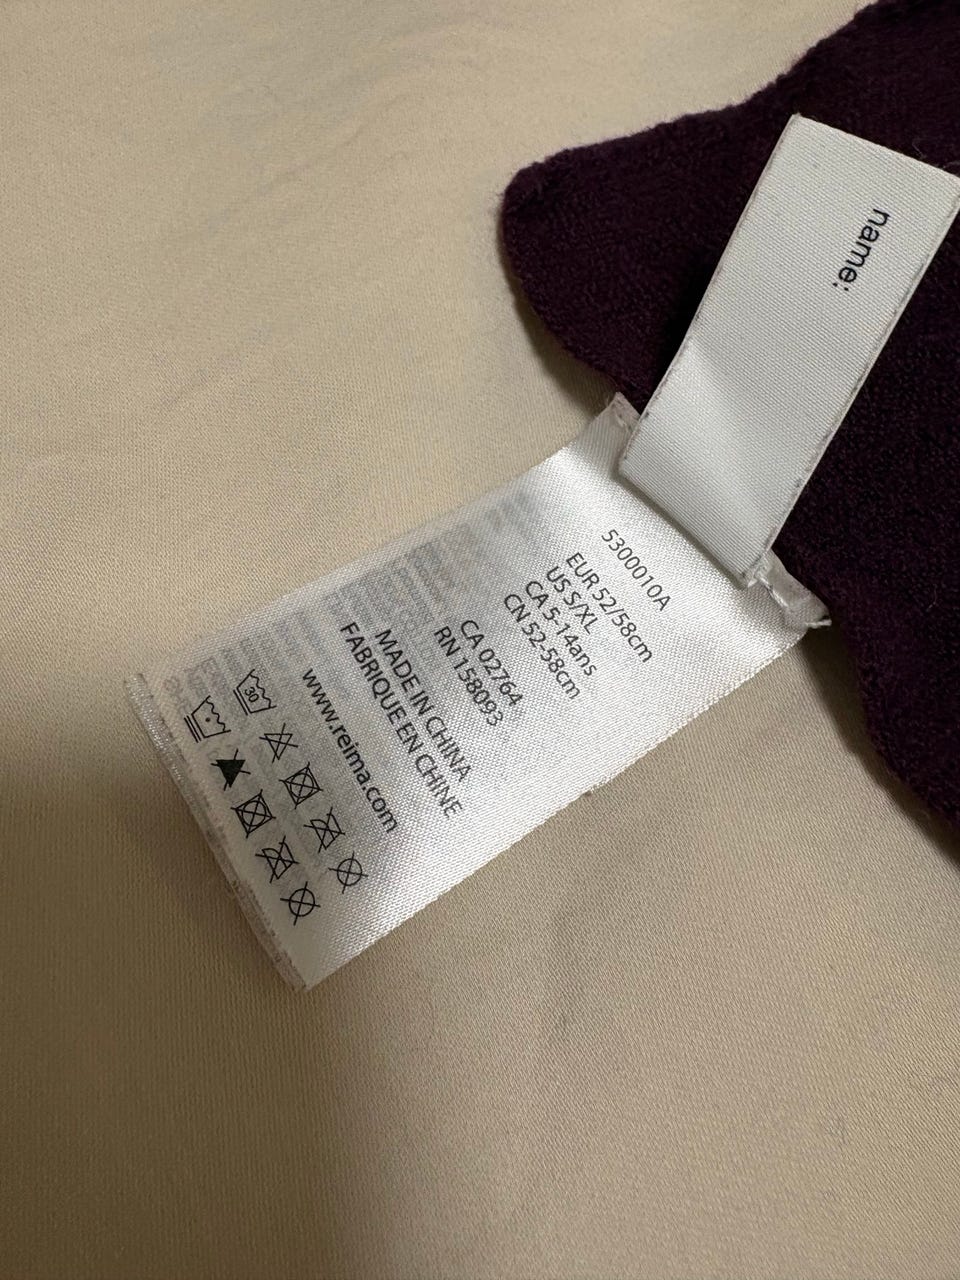 name:
5300010A
EUR 52/58cm
US S/XL
CA 5-14ans
CN 52-58cm
CA 02764
RN 158093
MADE IN CHINA
FABRIQUE EN CHINE
www.reima.com
30